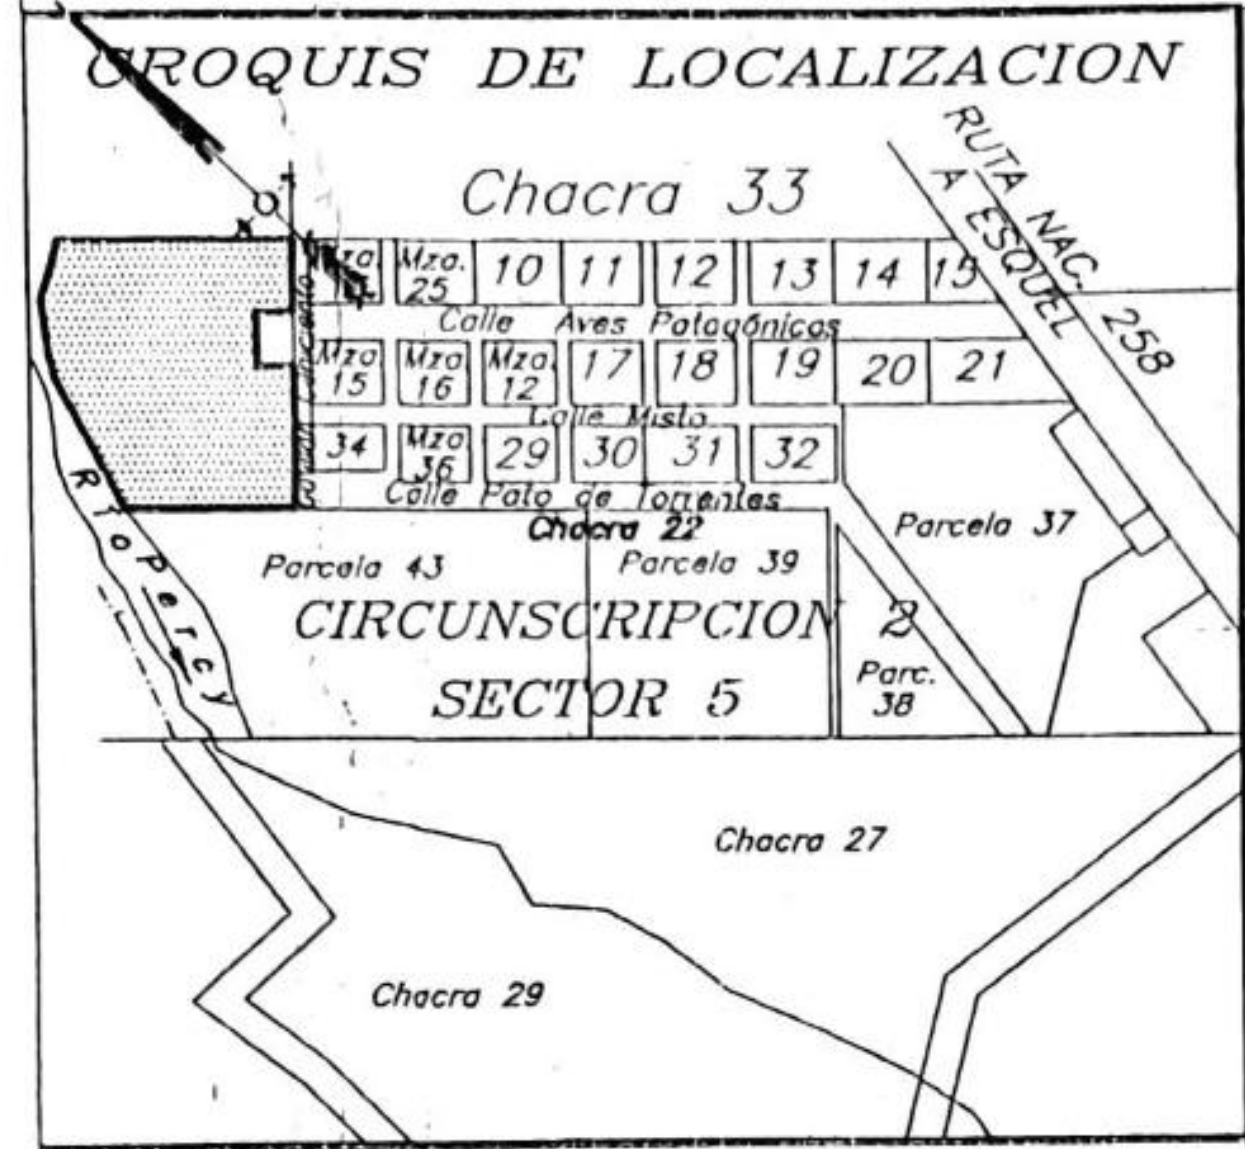 CROQUIS DE LOCALIZACION
RUTA NAC. 258
A ESQUEL
Chacra 33
Mza.
Mza. 25
10
11
12
13
14
15
Calle Aves Patagónicas
Mza 15
Mza 16
Mza. 12
17
18
19
20
21
Calle Misto
34
Mza 36
29
30
31
32
Calle Pato de Torrentes
Chacra 22
Parcela 37
Parcela 43
Parcela 39
Río Percy
CIRCUNSCRIPCION 2
SECTOR 5
Parc. 38
Chacra 27
Chacra 29